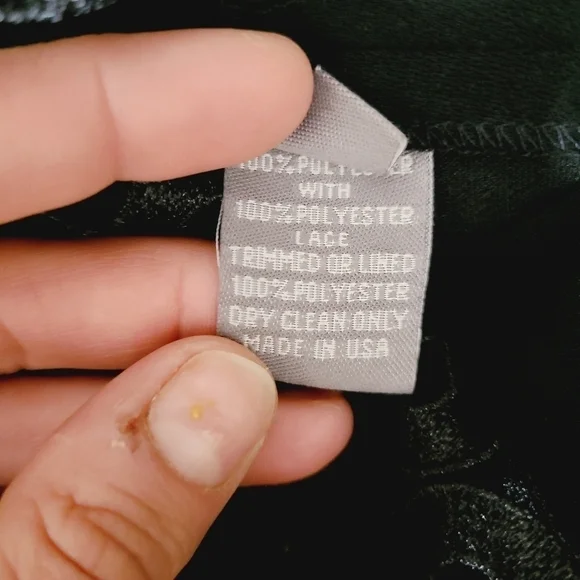 100% POLYESTER
WITH
100% POLYESTER
LACE
TRIMMED OR LINED
100% POLYESTER
DRY CLEAN ONLY
MADE IN USA